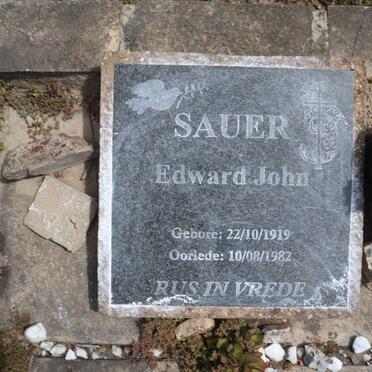 SAUER
Edward John
Gebore: 22/10/1919
Oorlede: 10/08/1982
RUS IN VREDE